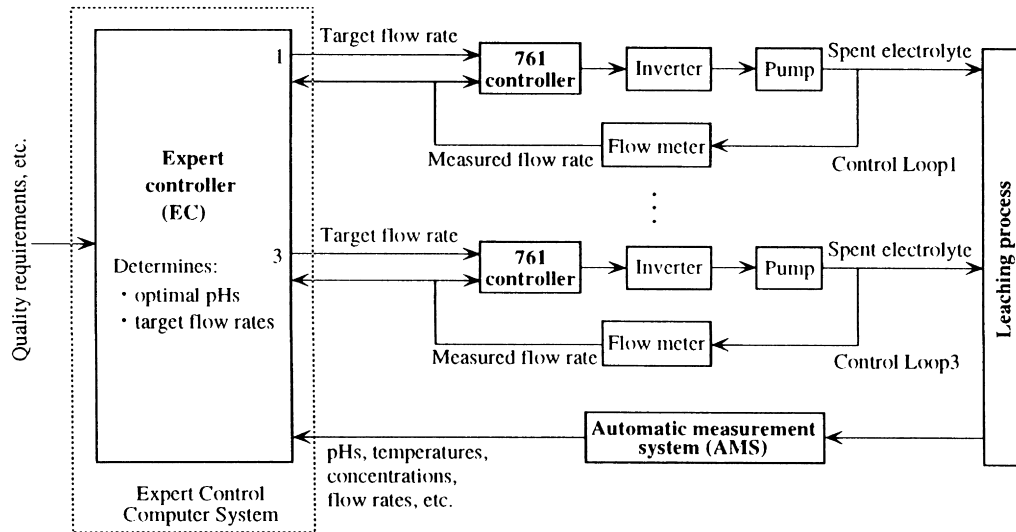 Quality requirements, etc.
Expert
controller
(EC)
Determines:
· optimal pHs
· target flow rates
Expert Control
Computer System
1
Target flow rate
761
controller
Inverter
Pump
Spent electrolyte
Flow meter
Measured flow rate
Control Loop1
3
Target flow rate
761
controller
Inverter
Pump
Spent electrolyte
Flow meter
Measured flow rate
Control Loop3
Automatic measurement
system (AMS)
pHs, temperatures,
concentrations,
flow rates, etc.
Leaching process